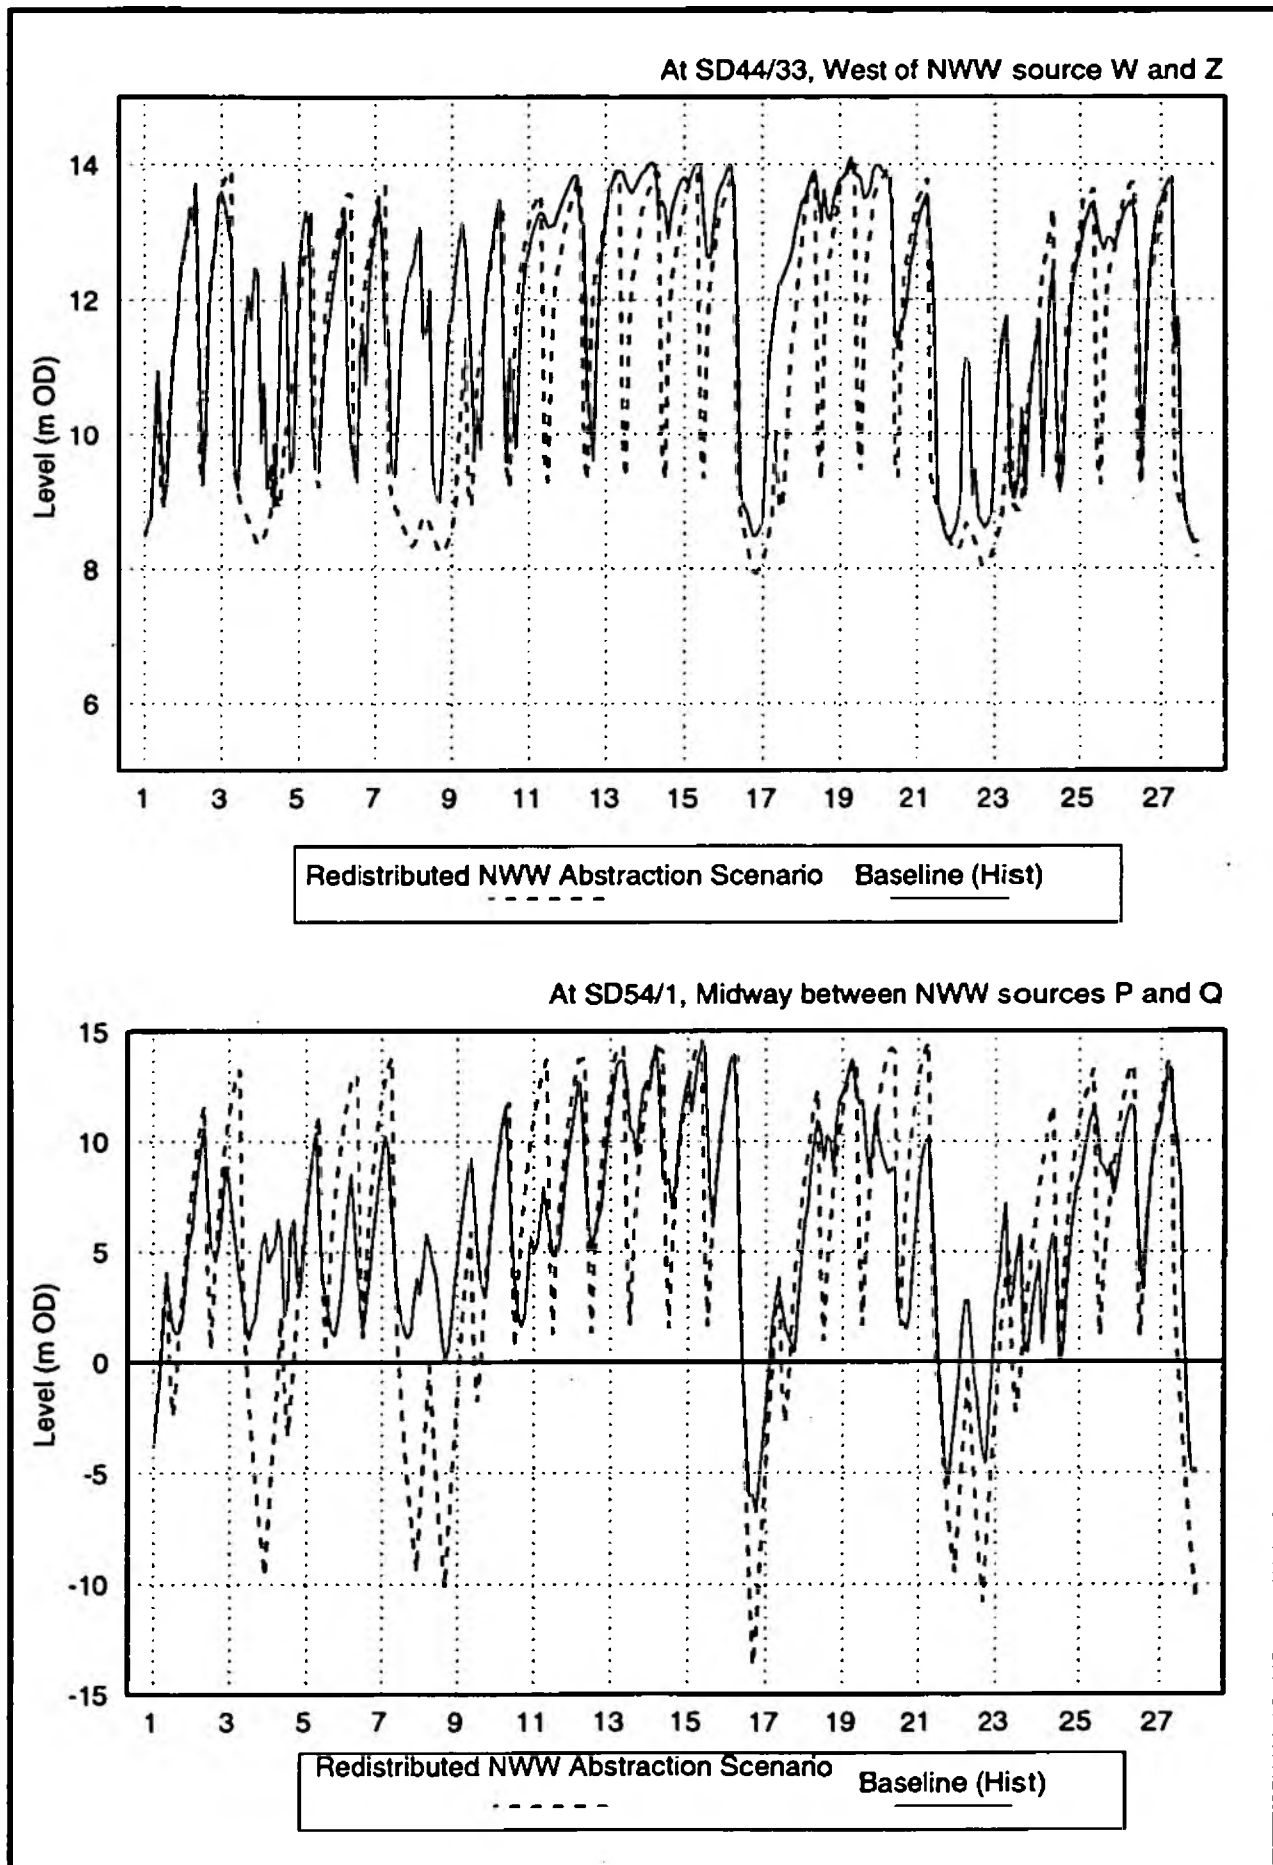 At SD44/33, West of NWW source W and Z
Level (m OD)
14
12
10
8
6
1 3 5 7 9 11 13 15 17 19 21 23 25 27
Redistributed NWW Abstraction Scenario Baseline (Hist)
At SD54/1, Midway between NWW sources P and Q
Level (m OD)
15
10
5
0
-5
-10
-15
1 3 5 7 9 11 13 15 17 19 21 23 25 27
Redistributed NWW Abstraction Scenario Baseline (Hist)